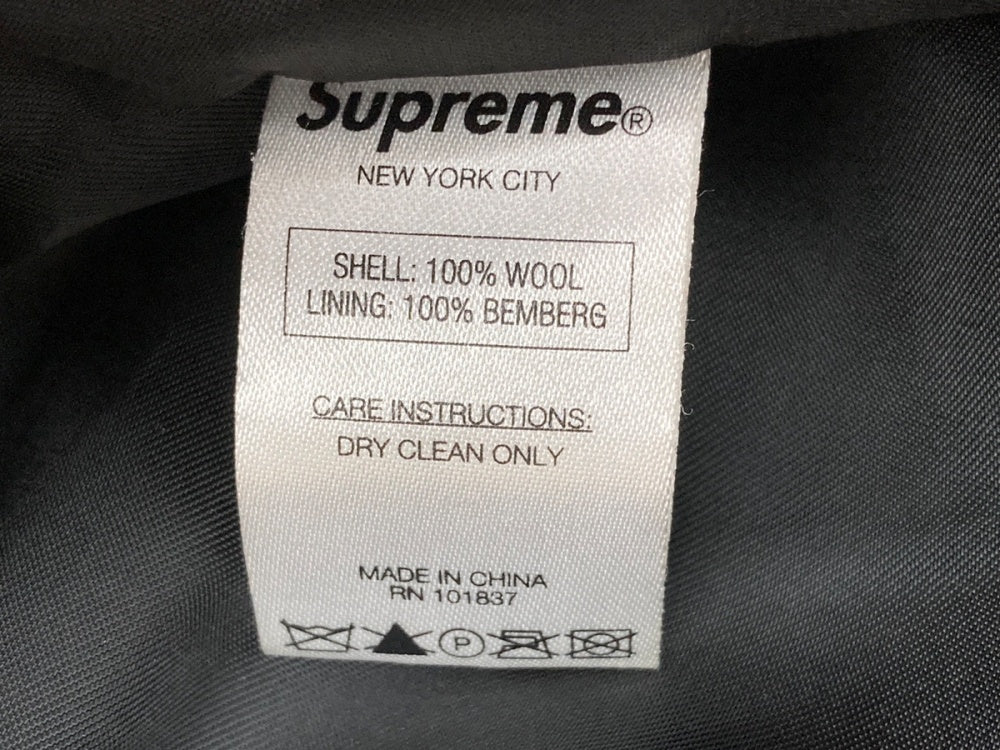 Supreme®
NEW YORK CITY
SHELL: 100% WOOL
LINING: 100% BEMBERG
CARE INSTRUCTIONS:
DRY CLEAN ONLY
MADE IN CHINA
RN 101837
P